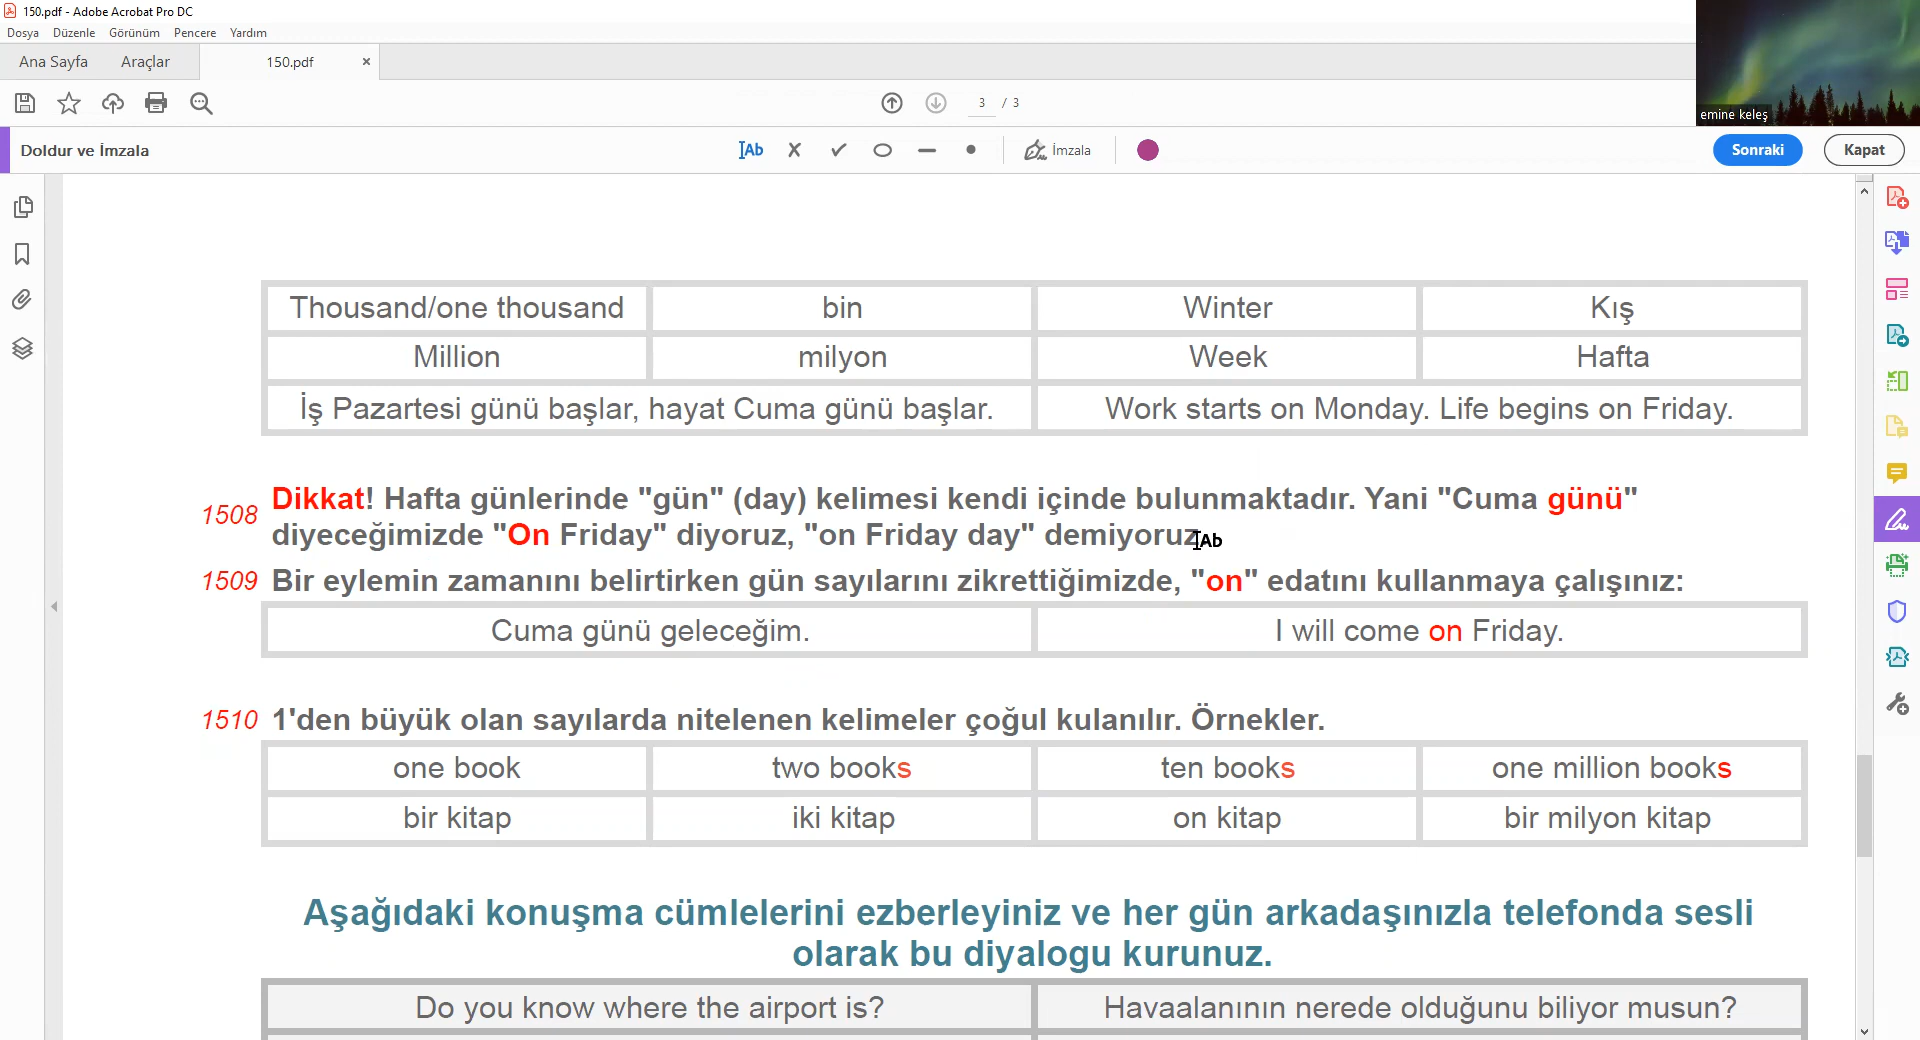 150.pdf - Adobe Acrobat Pro DC
Dosya Düzenle Görünüm Pencere Yardım
Ana Sayfa Araçlar 150.pdf ×
3 / 3
emine keleş
Doldur ve İmzala
Ab İmzala
Sonraki Kapat
Thousand/one thousand bin Winter Kış
Million milyon Week Hafta
İş Pazartesi günü başlar, hayat Cuma günü başlar. Work starts on Monday. Life begins on Friday.
1508 Dikkat! Hafta günlerinde "gün" (day) kelimesi kendi içinde bulunmaktadır. Yani "Cuma günü"
diyeceğimizde "On Friday" diyoruz, "on Friday day" demiyoruz Ab
1509 Bir eylemin zamanını belirtirken gün sayılarını zikrettiğimizde, "on" edatını kullanmaya çalışınız:
Cuma günü geleceğim. I will come on Friday.
1510 1'den büyük olan sayılarda nitelenen kelimeler çoğul kulanılır. Örnekler.
one book two books ten books one million books
bir kitap iki kitap on kitap bir milyon kitap
Aşağıdaki konuşma cümlelerini ezberleyiniz ve her gün arkadaşınızla telefonda sesli
olarak bu diyalogu kurunuz.
Do you know where the airport is? Havaalanının nerede olduğunu biliyor musun?